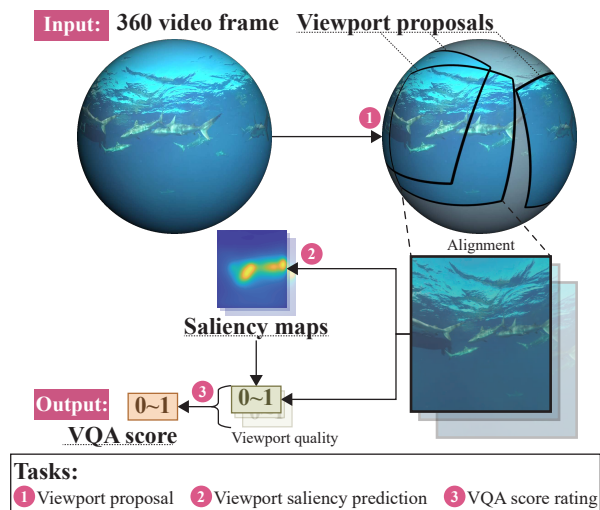 Input: 360 video frame Viewport proposals
1
Alignment
2
Saliency maps
3
0~1
Output: 0~1
Viewport quality
VQA score
Tasks:
1 Viewport proposal 2 Viewport saliency prediction 3 VQA score rating